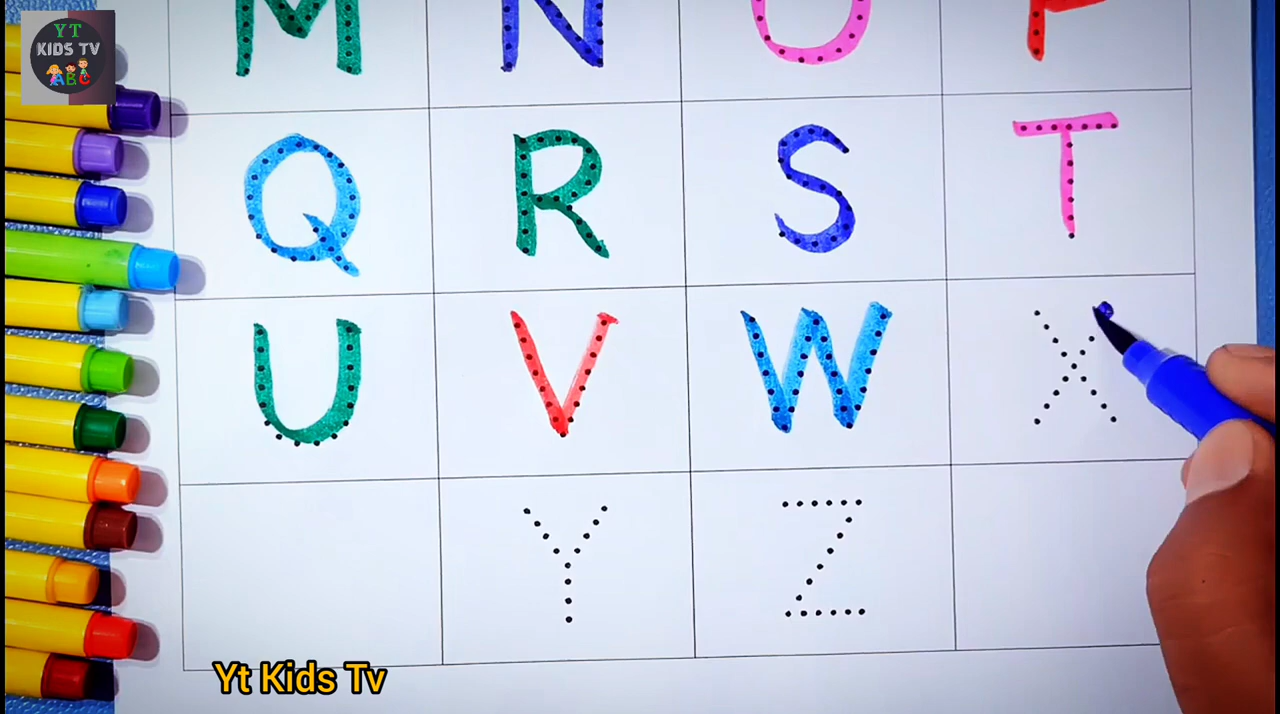 YT
KIDS TV
ABC
M N O P
Q R S T
U V W X
Y Z
Yt Kids Tv